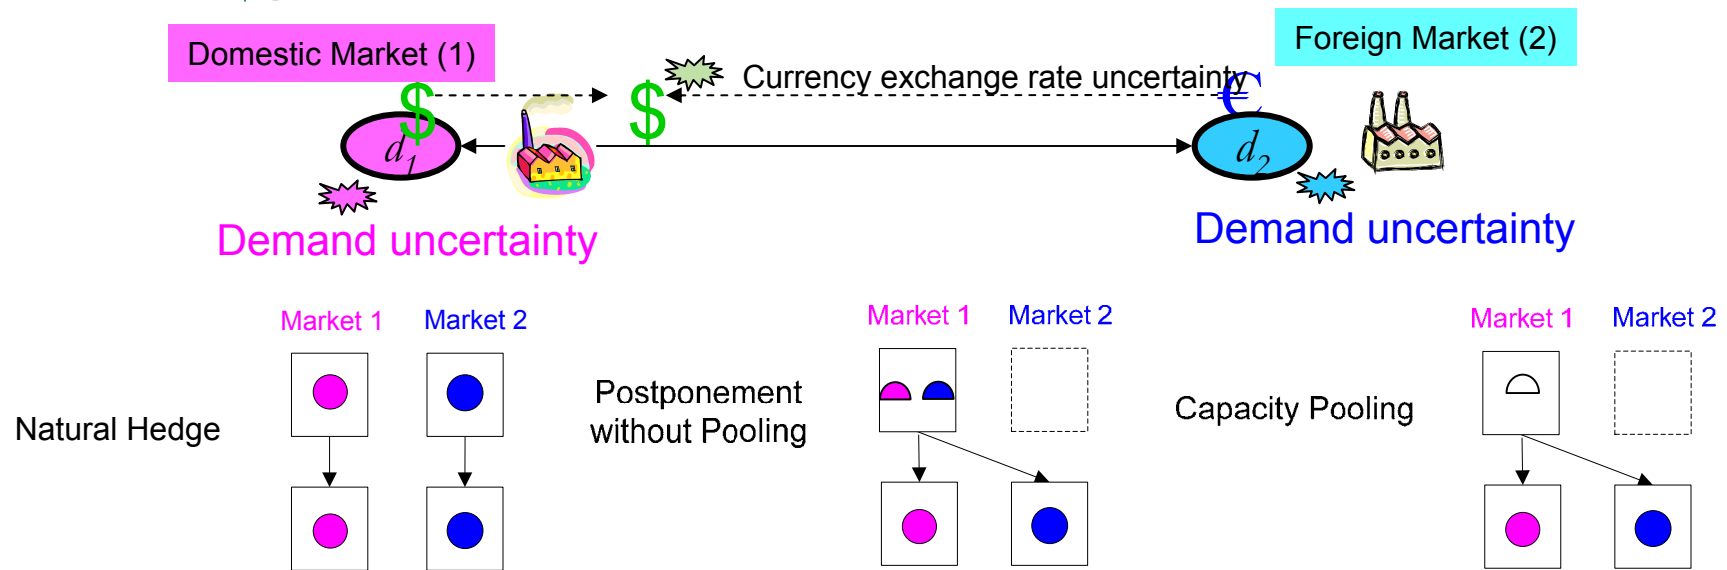 Domestic Market (1)
Foreign Market (2)
Currency exchange rate uncertainty
$
$
€
d1
d2
Demand uncertainty
Demand uncertainty
Market 1
Market 2
Market 1
Market 2
Market 1
Market 2
Natural Hedge
Postponement
without Pooling
Capacity Pooling